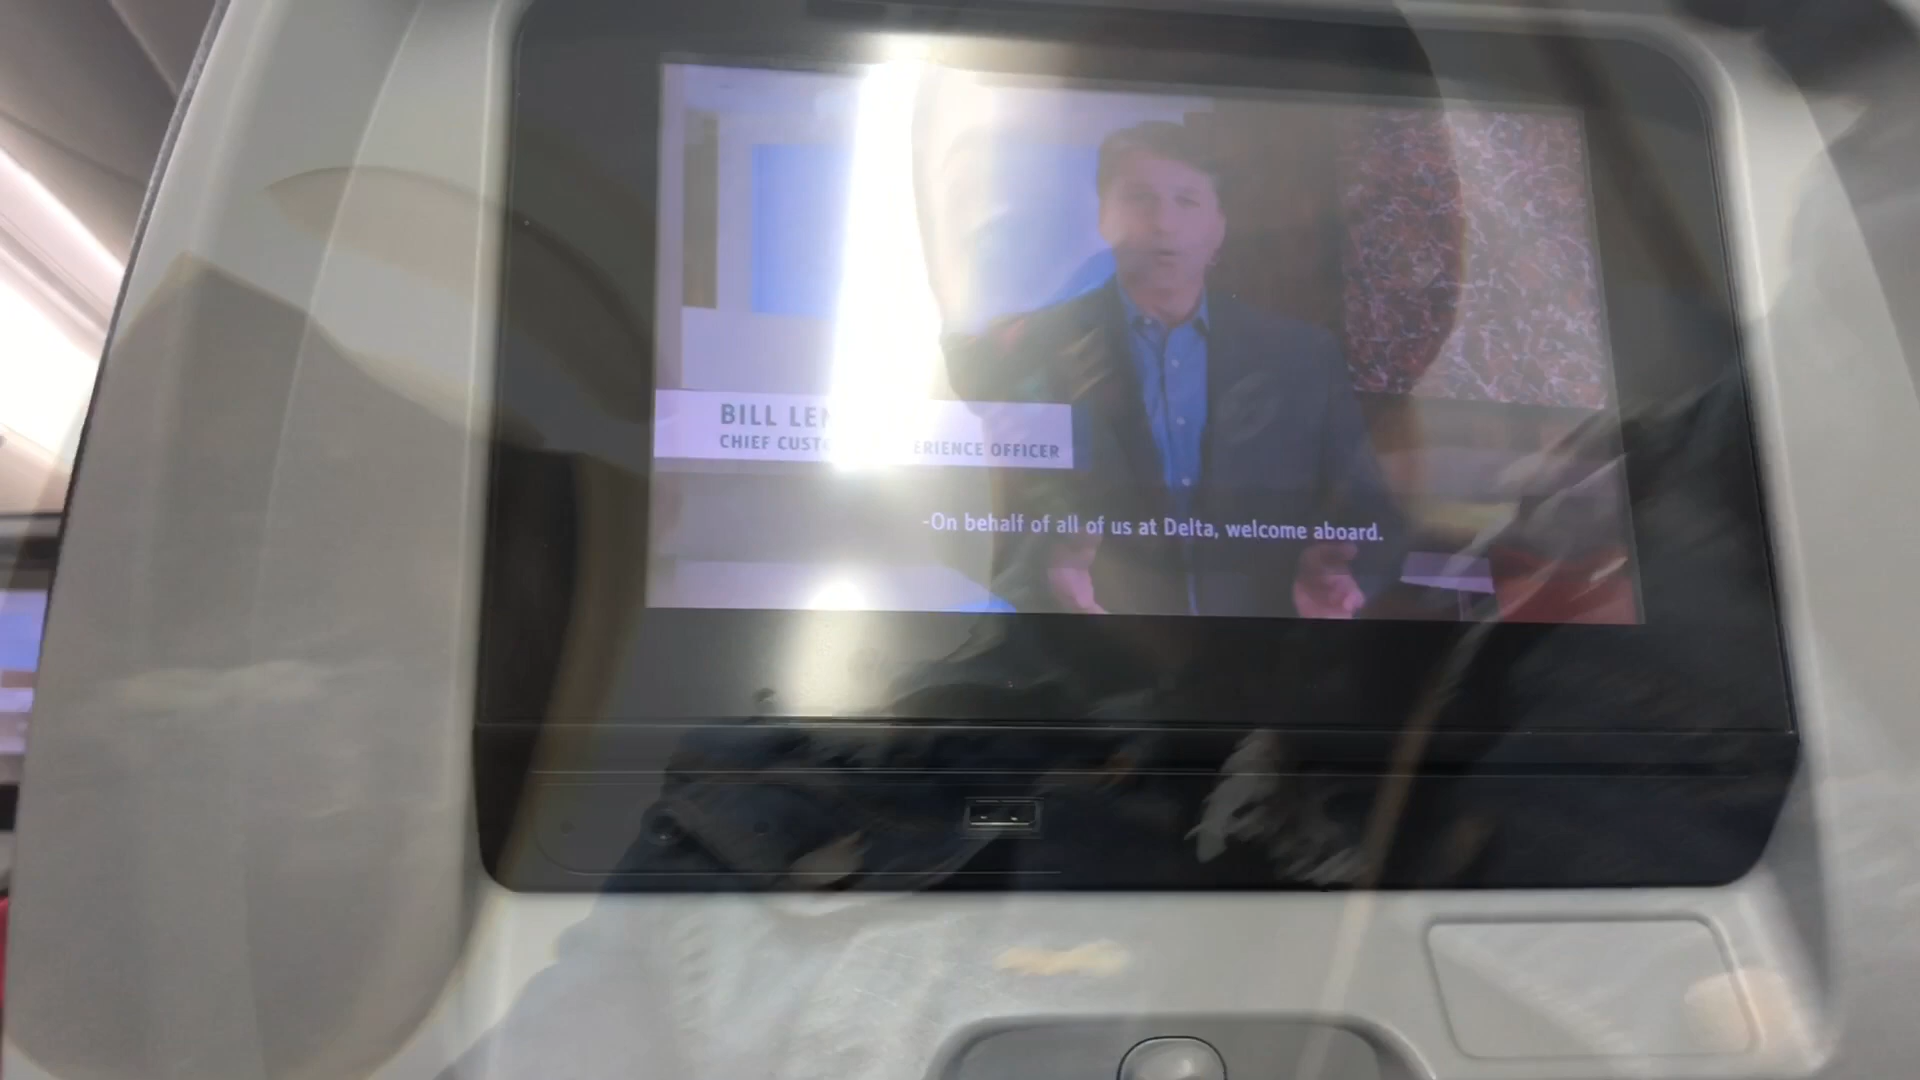 BILL LEN
CHIEF CUSTO ERIENCE OFFICER
-On behalf of all of us at Delta, welcome aboard.